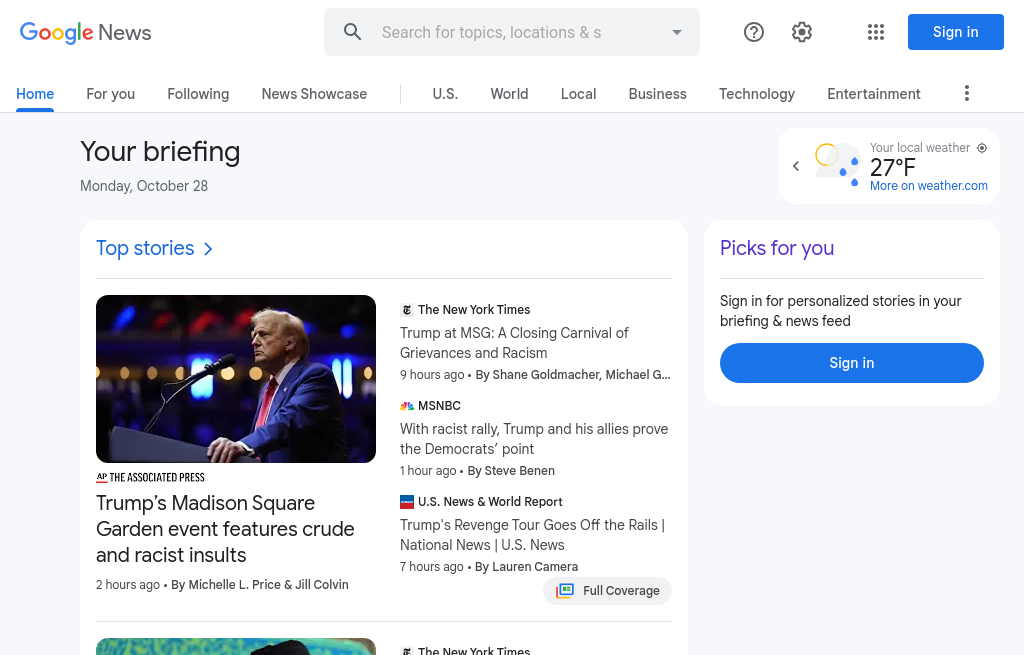 Google News
Search for topics, locations & s
Sign in
Home
For you
Following
News Showcase
U.S.
World
Local
Business
Technology
Entertainment
Your briefing
Monday, October 28
Your local weather
27°F
More on weather.com
Top stories
AP THE ASSOCIATED PRESS
Trump’s Madison Square
Garden event features crude
and racist insults
2 hours ago • By Michelle L. Price & Jill Colvin
The New York Times
Trump at MSG: A Closing Carnival of
Grievances and Racism
9 hours ago • By Shane Goldmacher, Michael G...
MSNBC
With racist rally, Trump and his allies prove
the Democrats’ point
1 hour ago • By Steve Benen
U.S. News & World Report
Trump's Revenge Tour Goes Off the Rails |
National News | U.S. News
7 hours ago • By Lauren Camera
Full Coverage
The New York Times
Picks for you
Sign in for personalized stories in your
briefing & news feed
Sign in